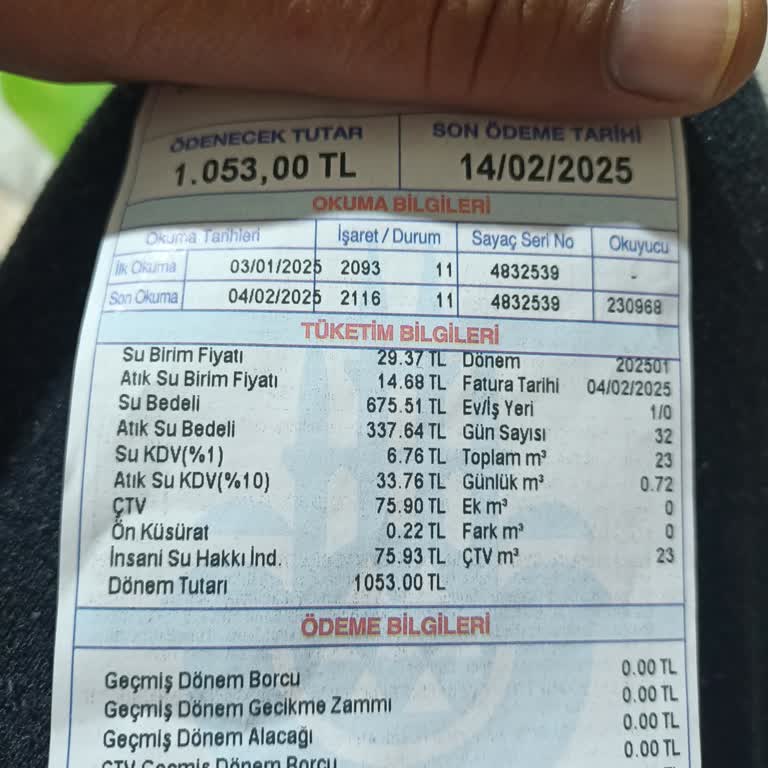 ÖDENECEK TUTAR SON ÖDEME TARİHİ
1.053,00 TL 14/02/2025
OKUMA BİLGİLERİ
Okuma Tarihleri İşaret / Durum Sayaç Seri No Okuyucu
İlk Okuma 03/01/2025 2093 11 4832539 -
Son Okuma 04/02/2025 2116 11 4832539 230968
TÜKETİM BİLGİLERİ
Su Birim Fiyatı 29.37 TL Dönem 202501
Atık Su Birim Fiyatı 14.68 TL Fatura Tarihi 04/02/2025
Su Bedeli 675.51 TL Ev/İş Yeri 1/0
Atık Su Bedeli 337.64 TL Gün Sayısı 32
Su KDV(%1) 6.76 TL Toplam m³ 23
Atık Su KDV(%10) 33.76 TL Günlük m³ 0.72
ÇTV 75.90 TL Ek m³ 0
Ön Küsürat 0.22 TL Fark m³ 0
İnsani Su Hakkı İnd. 75.93 TL ÇTV m³ 23
Dönem Tutarı 1053.00 TL
ÖDEME BİLGİLERİ
Geçmiş Dönem Borcu 0.00 TL
Geçmiş Dönem Gecikme Zammı 0.00 TL
Geçmiş Dönem Alacağı 0.00 TL
ÇTV Geçmiş Dönem Borcu 0.00 TL